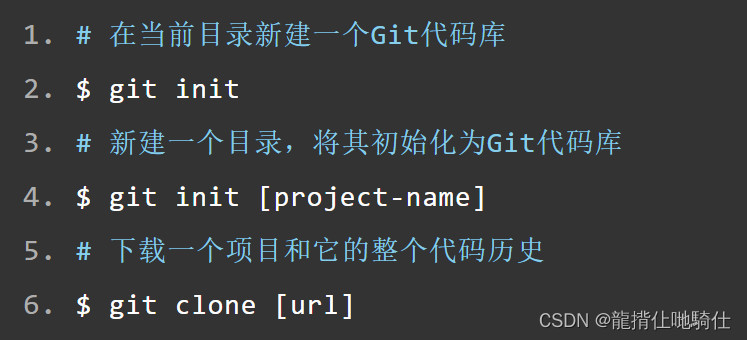 1. # 在当前目录新建一个Git代码库
2. $ git init
3. # 新建一个目录，将其初始化为Git代码库
4. $ git init [project-name]
5. # 下载一个项目和它的整个代码历史
6. $ git clone [url]
CSDN @龍揹仩哋騎仕